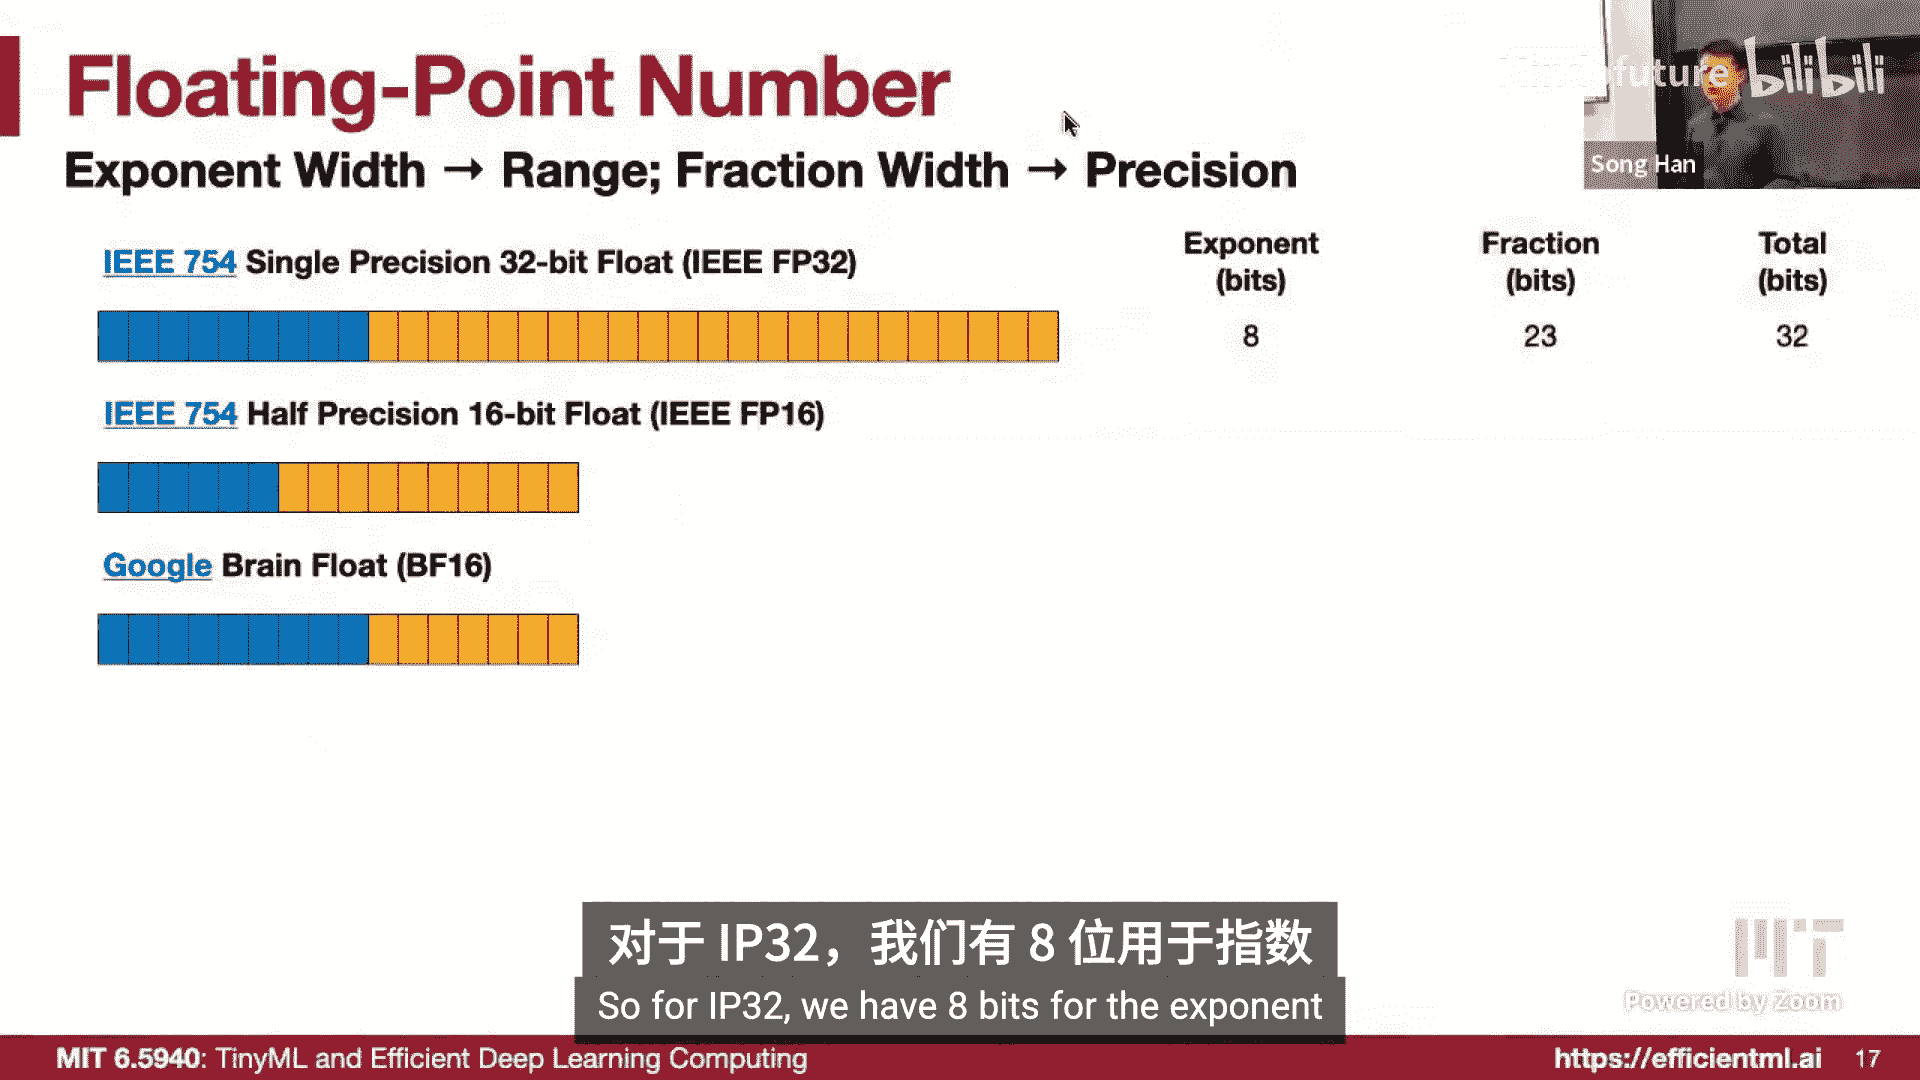 Floating-Point Number
Exponent Width → Range; Fraction Width → Precision
future bilibili
Song Han
IEEE 754 Single Precision 32-bit Float (IEEE FP32)
Exponent
(bits)
Fraction
(bits)
Total
(bits)
8
23
32
IEEE 754 Half Precision 16-bit Float (IEEE FP16)
Google Brain Float (BF16)
对于 IP32，我们有 8 位用于指数
So for IP32, we have 8 bits for the exponent
MIT
Powered by Zoom
MIT 6.5940: TinyML and Efficient Deep Learning Computing
https://efficientml.ai
17